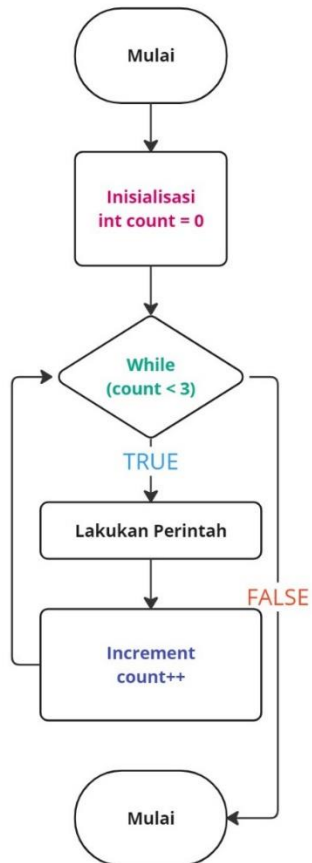 Mulai
Inisialisasi
int count = 0
While
(count < 3)
TRUE
Lakukan Perintah
FALSE
Increment
count++
Mulai